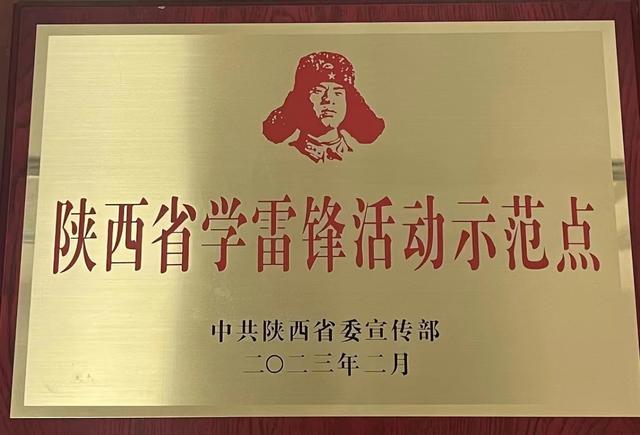 陕西省学雷锋活动示范点
中共陕西省委宣传部
二〇二三年二月